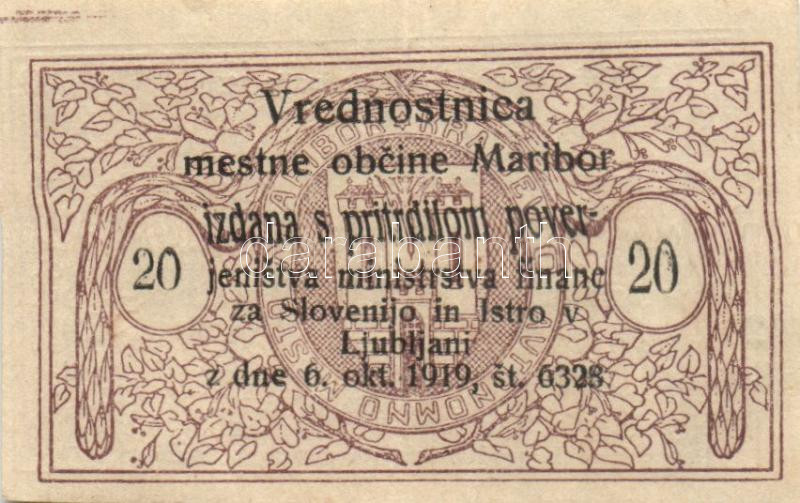 Vrednostnica
mestne občine Maribor
izdana s pritrdilom pover-
jeništva ministrstva financ
za Slovenijo in Istro v
Ljubljani
z dne 6. okt. 1919, št. 6328
20
20
darabanth